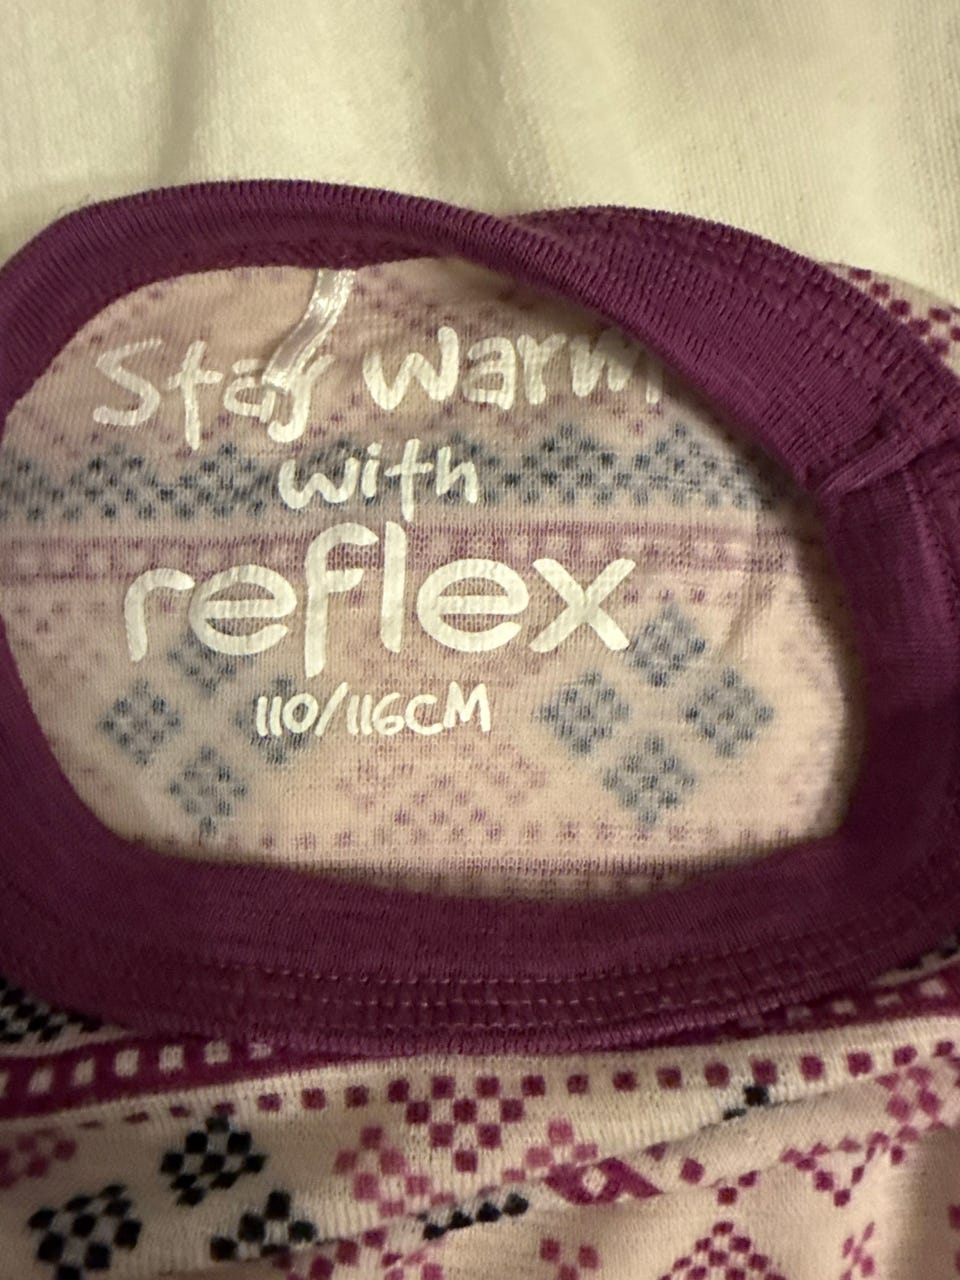 Stay Warm
with
reflex
110/116CM